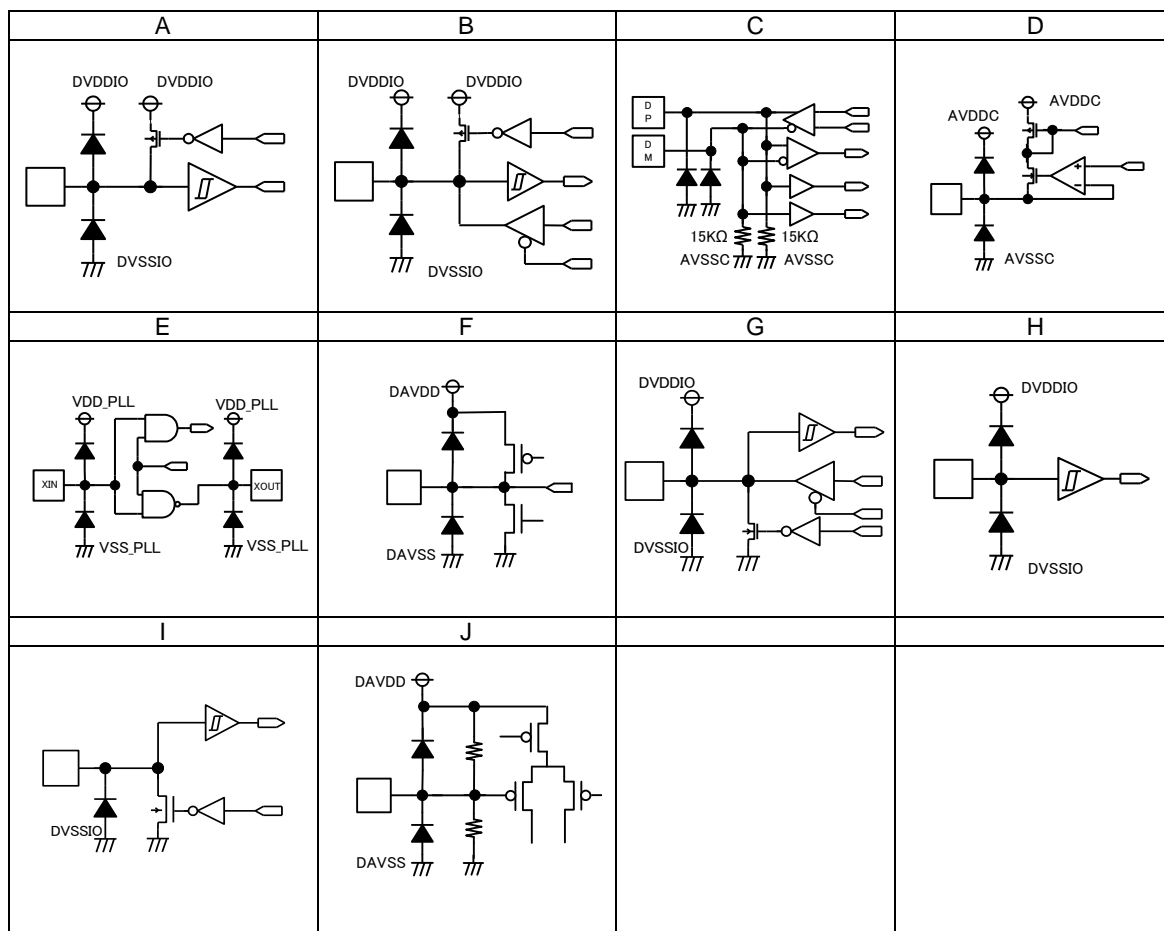 A
B
C
D
DVDDIO DVDDIO
DVSSIO
DVDDIO DVDDIO
DVSSIO
D
P
D
M
15KΩ 15KΩ
AVSSC AVSSC
AVDDC AVDDC
+
-
AVSSC
E
F
G
H
VDD_PLL VDD_PLL
XIN XOUT
VSS_PLL VSS_PLL
DAVDD
DAVSS
DVDDIO
DVSSIO
DVDDIO
DVSSIO
I
J
DVSSIO
DAVDD
DAVSS